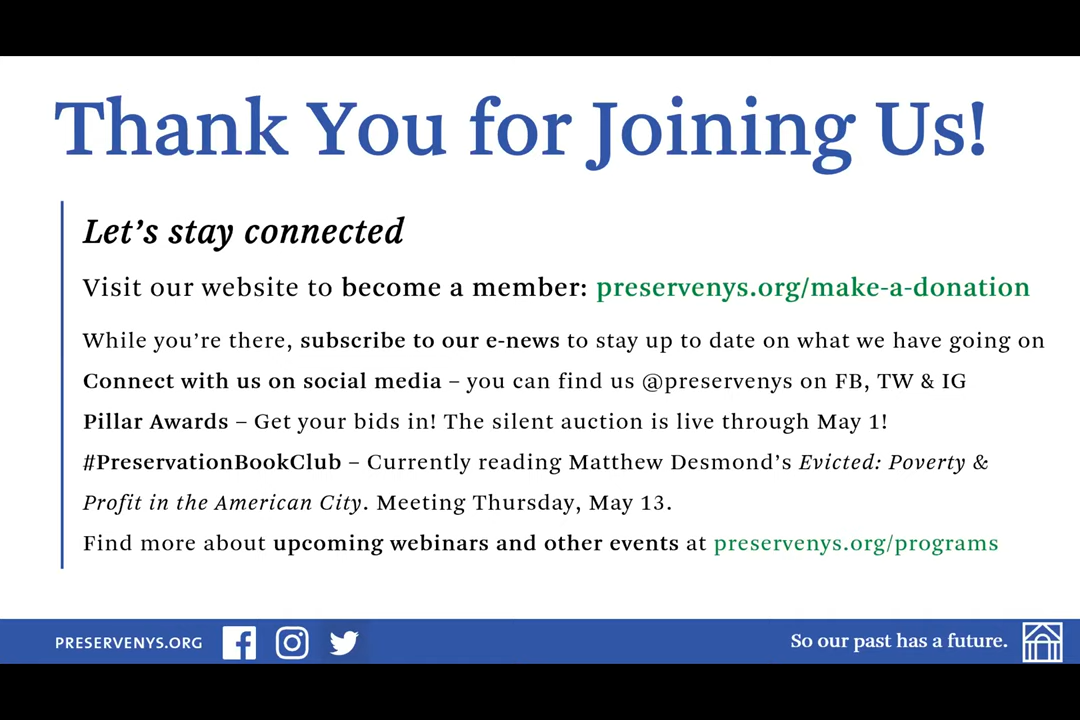 Thank You for Joining Us!
Let’s stay connected
Visit our website to become a member: preservenys.org/make-a-donation
While you’re there, subscribe to our e-news to stay up to date on what we have going on
Connect with us on social media – you can find us @preservenys on FB, TW & IG
Pillar Awards – Get your bids in! The silent auction is live through May 1!
#PreservationBookClub – Currently reading Matthew Desmond’s Evicted: Poverty &
Profit in the American City. Meeting Thursday, May 13.
Find more about upcoming webinars and other events at preservenys.org/programs
PRESERVENYS.ORG
So our past has a future.